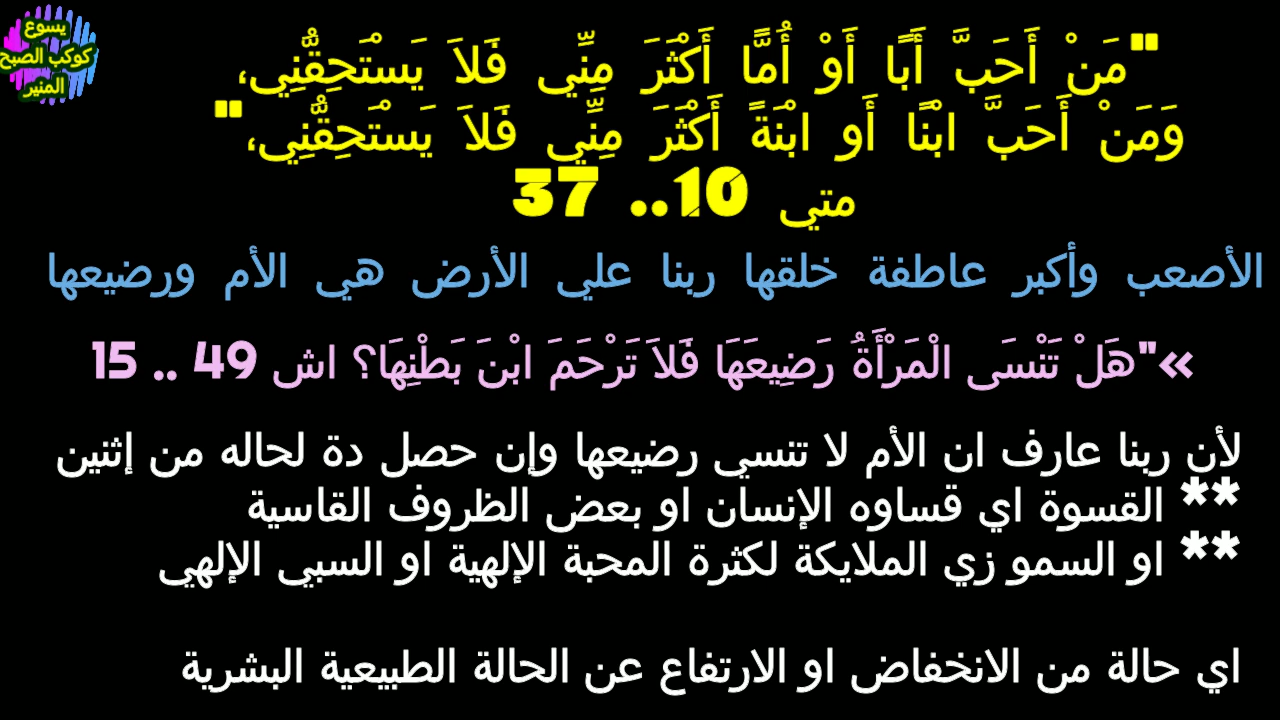 يسوع
كوكب الصبح
المنير
"مَنْ أَحَبَّ أَبًا أَوْ أُمًّا أَكْثَرَ مِنِّي فَلاَ يَسْتَحِقُّنِي،
وَمَنْ أَحَبَّ ابْنًا أَو ابْنَةً أَكْثَرَ مِنِّي فَلاَ يَسْتَحِقُّنِي،"
متي 10.. 37
الأصعب وأكبر عاطفة خلقها ربنا علي الأرض هي الأم ورضيعها
»"هَلْ تَنْسَى الْمَرْأَةُ رَضِيعَهَا فَلاَ تَرْحَمَ ابْنَ بَطْنِهَا؟ اش 49 .. 15
لأن ربنا عارف ان الأم لا تنسي رضيعها وإن حصل دة لحاله من إثنين
** القسوة اي قساوه الإنسان او بعض الظروف القاسية
** او السمو زي الملايكة لكثرة المحبة الإلهية او السبي الإلهي
اي حالة من الانخفاض او الارتفاع عن الحالة الطبيعية البشرية